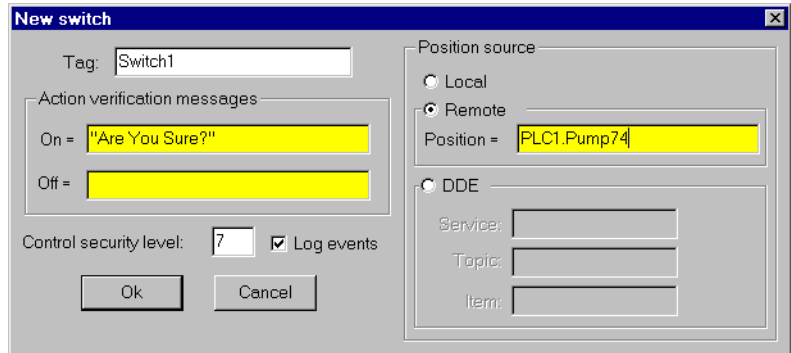 New switch
Tag: Switch1
Action verification messages
On = "Are You Sure?"
Off =
Control security level: 7 Log events
Ok Cancel
Position source
Local
Remote
Position = PLC1.Pump74
DDE
Service:
Topic:
Item: